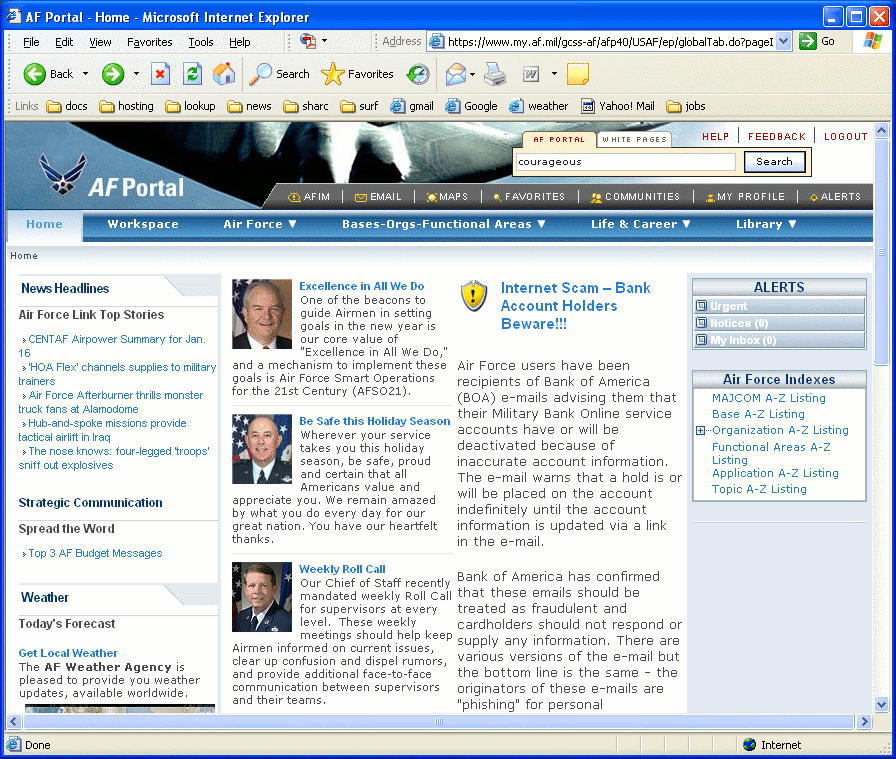 AF Portal - Home - Microsoft Internet Explorer
File Edit View Favorites Tools Help
Address https://www.my.af.mil/gcss-af/afp40/USAF/ep/globalTab.do?pageI Go
Back Search Favorites
Links docs hosting lookup news sharc surf gmail Google weather Yahoo! Mail jobs
AF PORTAL WHITE PAGES HELP FEEDBACK LOGOUT
courageous Search
AF Portal
AFIM EMAIL MAPS FAVORITES COMMUNITIES MY PROFILE ALERTS
Home Workspace Air Force ▼ Bases-Orgs-Functional Areas ▼ Life & Career ▼ Library ▼
Home
News Headlines
Air Force Link Top Stories
› CENTAF Airpower Summary for Jan.
16
› 'HOA Flex' channels supplies to military
trainers
› Air Force Afterburner thrills monster
truck fans at Alamodome
› Hub-and-spoke missions provide
tactical airlift in Iraq
› The nose knows: four-legged 'troops'
sniff out explosives
Strategic Communication
Spread the Word
› Top 3 AF Budget Messages
Weather
Today's Forecast
Get Local Weather
The AF Weather Agency is
pleased to provide you weather
updates, available worldwide.
Excellence in All We Do
One of the beacons to
guide Airmen in setting
goals in the new year is
our core value of
"Excellence in All We Do,"
and a mechanism to implement these
goals is Air Force Smart Operations
for the 21st Century (AFSO21).
Be Safe this Holiday Season
Wherever your service
takes you this holiday
season, be safe, proud
and certain that all
Americans value and
appreciate you. We remain amazed
by what you do every day for our
great nation. You have our heartfelt
thanks.
Weekly Roll Call
Our Chief of Staff recently
mandated weekly Roll Call
for supervisors at every
level. These weekly
meetings should help keep
Airmen informed on current issues,
clear up confusion and dispel rumors,
and provide additional face-to-face
communication between supervisors
and their teams.
Internet Scam – Bank
Account Holders
Beware!!!
Air Force users have been
recipients of Bank of America
(BOA) e-mails advising them that
their Military Bank Online service
accounts have or will be
deactivated because of
inaccurate account information.
The e-mail warns that a hold is or
will be placed on the account
indefinitely until the account
information is updated via a link
in the e-mail.
Bank of America has confirmed
that these emails should be
treated as fraudulent and
cardholders should not respond or
supply any information. There are
various versions of the e-mail but
the bottom line is the same – the
originators of these e-mails are
"phishing" for personal
ALERTS
Urgent
Notices (0)
My Inbox (0)
Air Force Indexes
MAJCOM A-Z Listing
Base A-Z Listing
Organization A-Z Listing
Functional Areas A-Z
Listing
Application A-Z Listing
Topic A-Z Listing
Done Internet